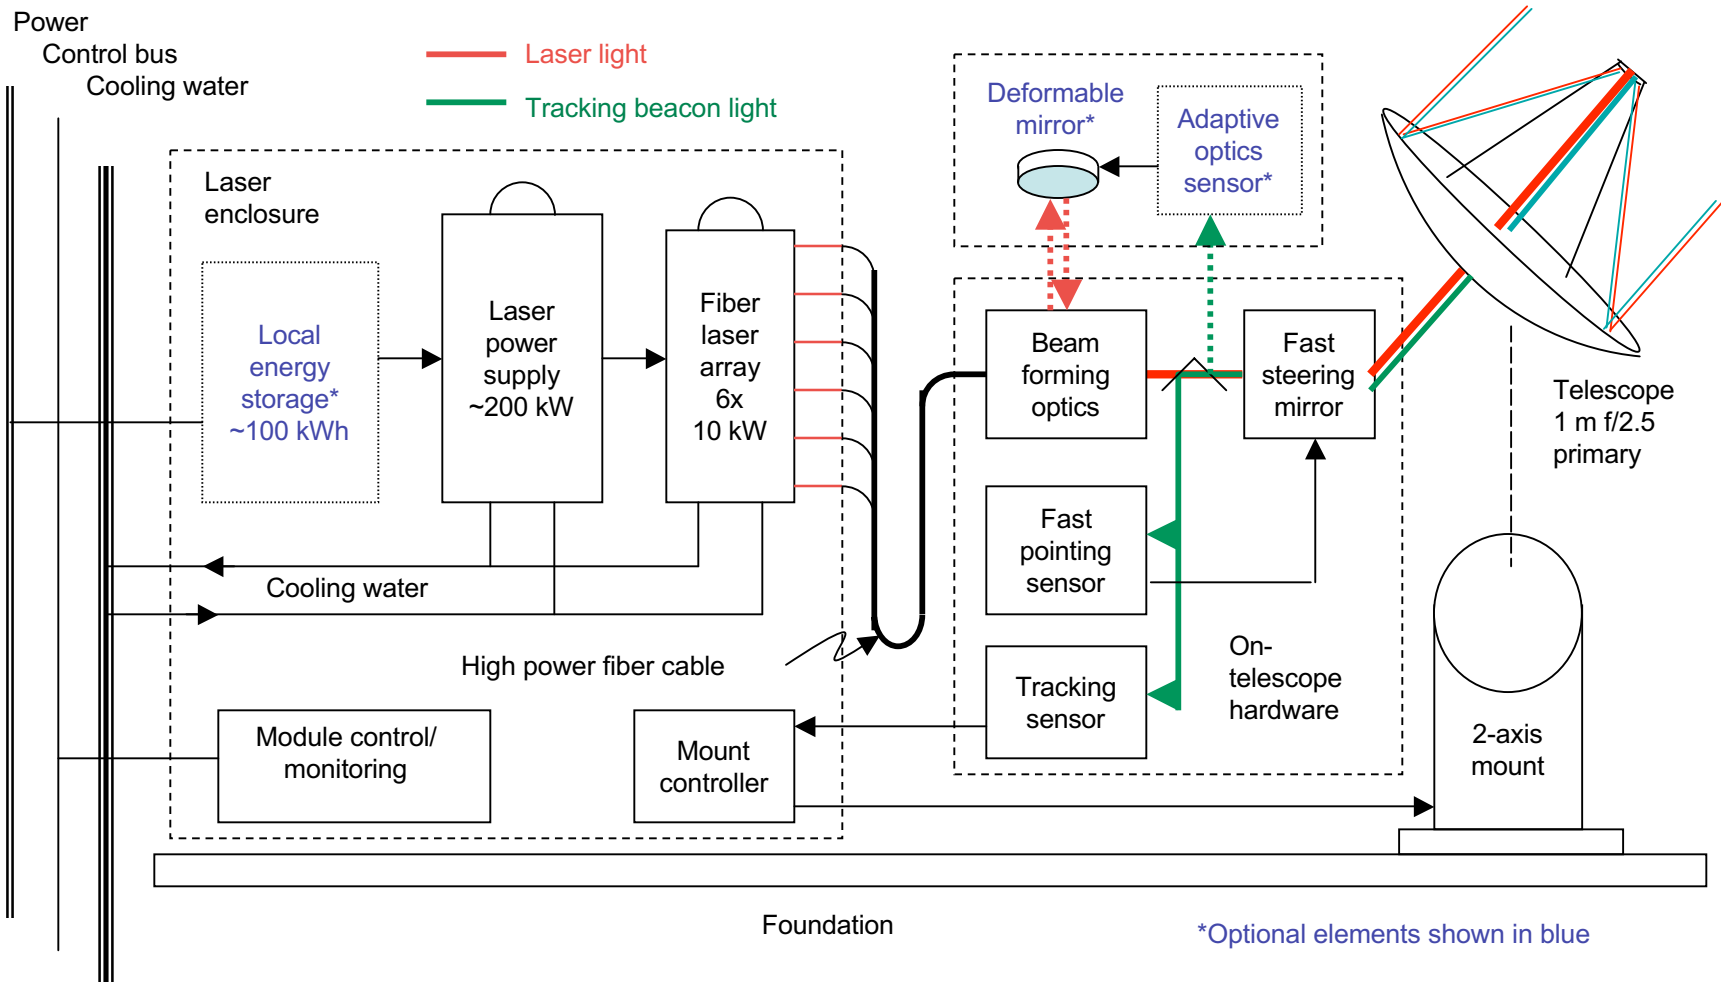 Power
Control bus
Cooling water
Laser light
Tracking beacon light
Laser
enclosure
Local
energy
storage*
~100 kWh
Laser
power
supply
~200 kW
Fiber
laser
array
6x
10 kW
Cooling water
High power fiber cable
Module control/
monitoring
Mount
controller
Deformable
mirror*
Adaptive
optics
sensor*
Beam
forming
optics
Fast
steering
mirror
Fast
pointing
sensor
Tracking
sensor
On-
telescope
hardware
Telescope
1 m f/2.5
primary
2-axis
mount
Foundation
*Optional elements shown in blue